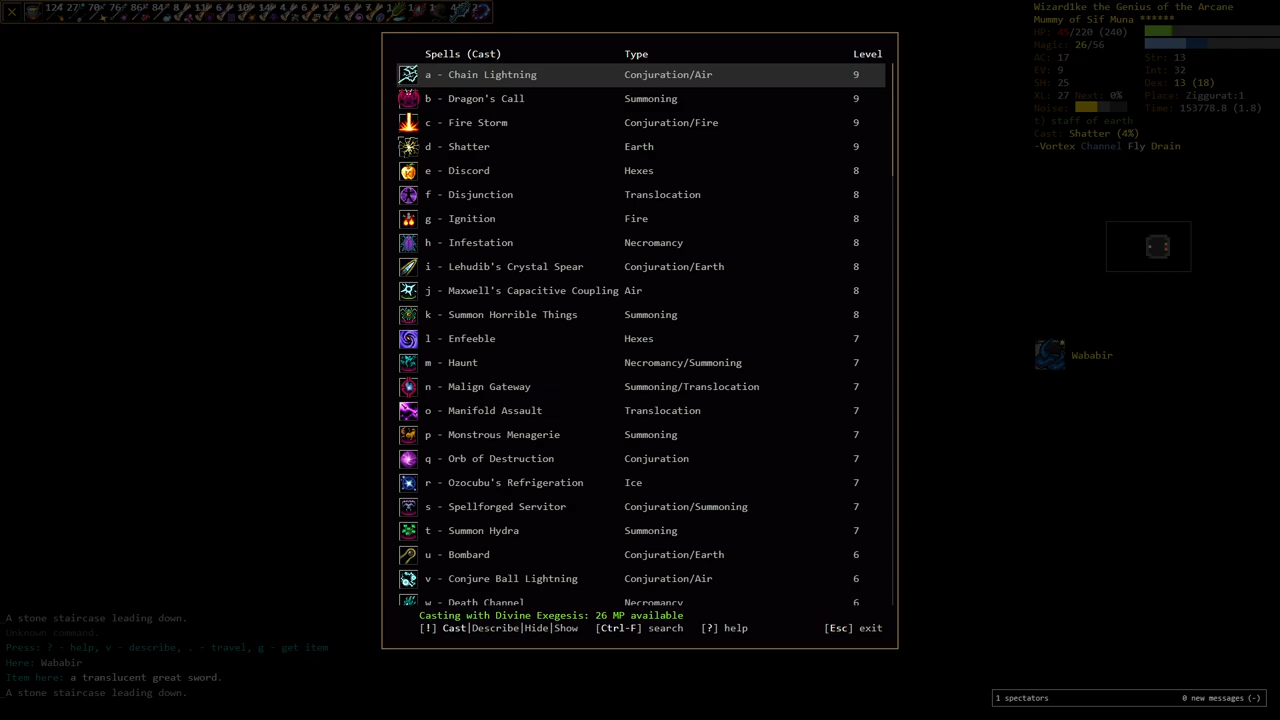 Wizard1ke the Genius of the Arcane
Mummy of Sif Muna ******
HP: 45/220 (240)
Magic: 26/56
AC: 17 Str: 13
EV: 9 Int: 32
SH: 25 Dex: 13 (18)
XL: 27 Next: 0% Place: Ziggurat:1
Noise: Time: 153778.8 (1.8)
t) staff of earth
Cast: Shatter (4%)
-Vortex Channel Fly Drain
Wababir
Spells (Cast) Type Level
a - Chain Lightning Conjuration/Air 9
b - Dragon's Call Summoning 9
c - Fire Storm Conjuration/Fire 9
d - Shatter Earth 9
e - Discord Hexes 8
f - Disjunction Translocation 8
g - Ignition Fire 8
h - Infestation Necromancy 8
i - Lehudib's Crystal Spear Conjuration/Earth 8
j - Maxwell's Capacitive Coupling Air 8
k - Summon Horrible Things Summoning 8
l - Enfeeble Hexes 7
m - Haunt Necromancy/Summoning 7
n - Malign Gateway Summoning/Translocation 7
o - Manifold Assault Translocation 7
p - Monstrous Menagerie Summoning 7
q - Orb of Destruction Conjuration 7
r - Ozocubu's Refrigeration Ice 7
s - Spellforged Servitor Conjuration/Summoning 7
t - Summon Hydra Summoning 7
u - Bombard Conjuration/Earth 6
v - Conjure Ball Lightning Conjuration/Air 6
w - Death Channel Necromancy 6
Casting with Divine Exegesis: 26 MP available
[!] Cast|Describe|Hide|Show [Ctrl-F] search [?] help [Esc] exit
_A stone staircase leading down.
Unknown command.
Press: ? - help, v - describe, . - travel, g - get item
Here: Wababir
Item here: a translucent great sword.
_A stone staircase leading down.
1 spectators 0 new messages (-)